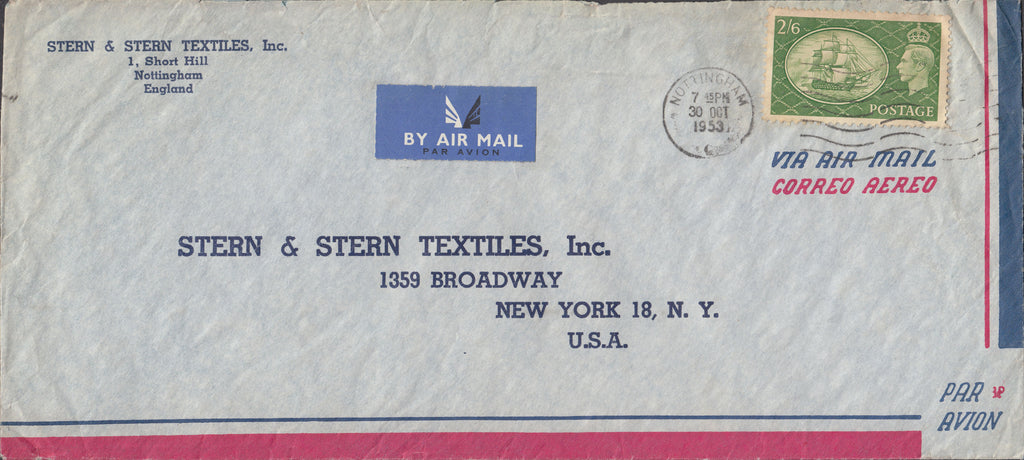 STERN & STERN TEXTILES, Inc.
1, Short Hill
Nottingham
England
BY AIR MAIL
PAR AVION
NOTTINGHAM
7 45PM
30 OCT
1953
2/6
POSTAGE
VIA AIR MAIL
CORREO AEREO
STERN & STERN TEXTILES, Inc.
1359 BROADWAY
NEW YORK 18, N. Y.
U.S.A.
PAR
AVION